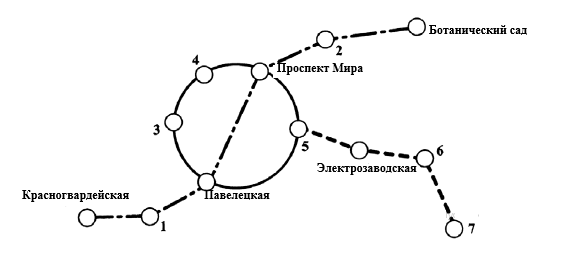 Ботанический сад
2
4
Проспект Мира
3
5
6
Электрозаводская
Красногвардейская
Павелецкая
1
7